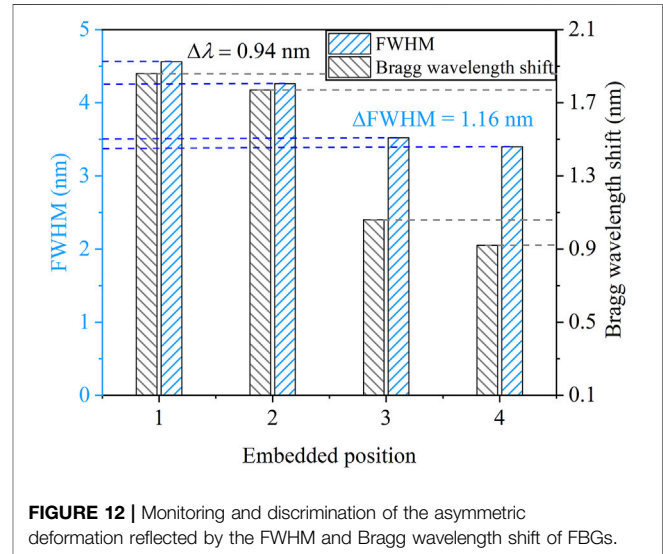 5
4
3
2
1
0
FWHM (nm)
Δλ = 0.94 nm
FWHM
Bragg wavelength shift
ΔFWHM = 1.16 nm
2.1
1.7
1.3
0.9
0.5
0.1
Bragg wavelength shift (nm)
1 2 3 4
Embedded position
FIGURE 12 | Monitoring and discrimination of the asymmetric
deformation reflected by the FWHM and Bragg wavelength shift of FBGs.